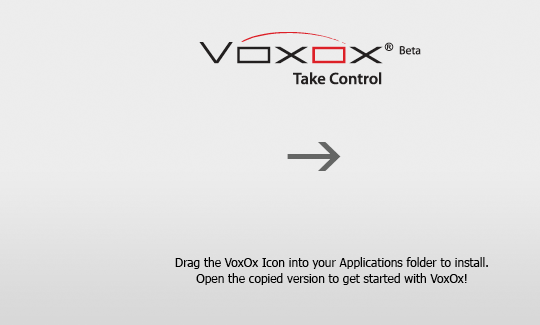 VOXOX® Beta
Take Control
Drag the VoxOx Icon into your Applications folder to install.
Open the copied version to get started with VoxOx!